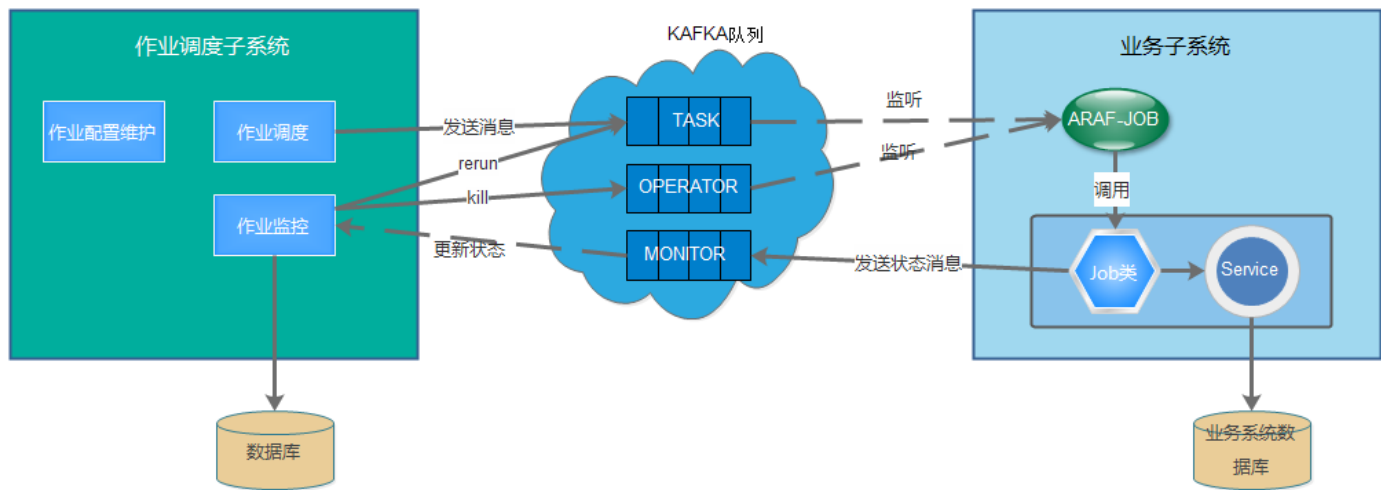 作业调度子系统
作业配置维护
作业调度
作业监控
数据库
发送消息
rerun
kill
更新状态
KAFKA队列
TASK
OPERATOR
MONITOR
监听
监听
发送状态消息
业务子系统
ARAF-JOB
调用
Job类
Service
业务系统数
据库